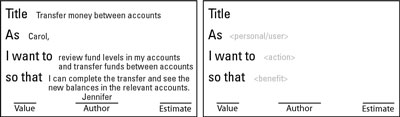 Title Transfer money between accounts
As Carol,
I want to review fund levels in my accounts
and transfer funds between accounts
so that I can complete the transfer and see the
new balances in the relevant accounts.
Jennifer
Value Author Estimate
Title
As <personal/user>
I want to <action>
so that <benefit>
Value Author Estimate